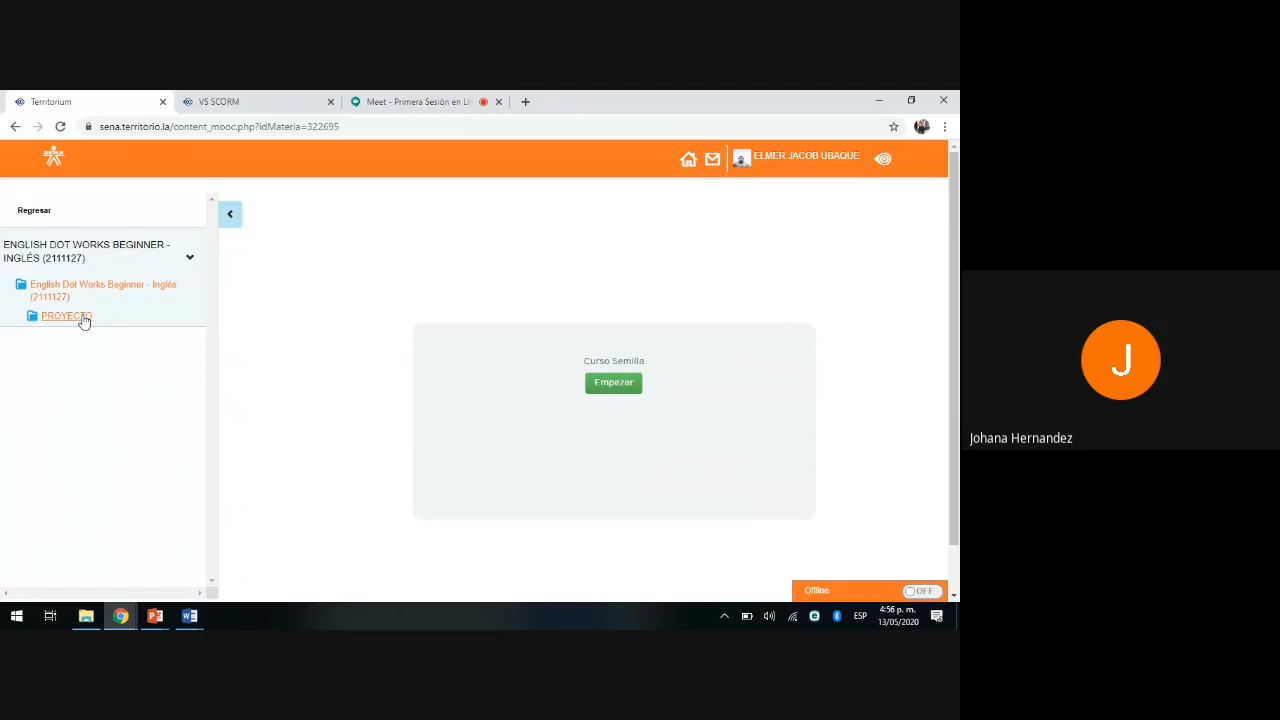 Territorium
VS SCORM
Meet - Primera Sesión en Lí
sena.territorio.la/content_mooc.php?idMateria=322695
SENA
ELMER JACOB UBAQUE
Regresar
ENGLISH DOT WORKS BEGINNER -
INGLÉS (2111127)
English Dot Works Beginner - Inglés
(2111127)
PROYECTO
Curso Semilla
Empezar
J
Johana Hernandez
Offline
OFF
ESP
4:56 p. m.
13/05/2020